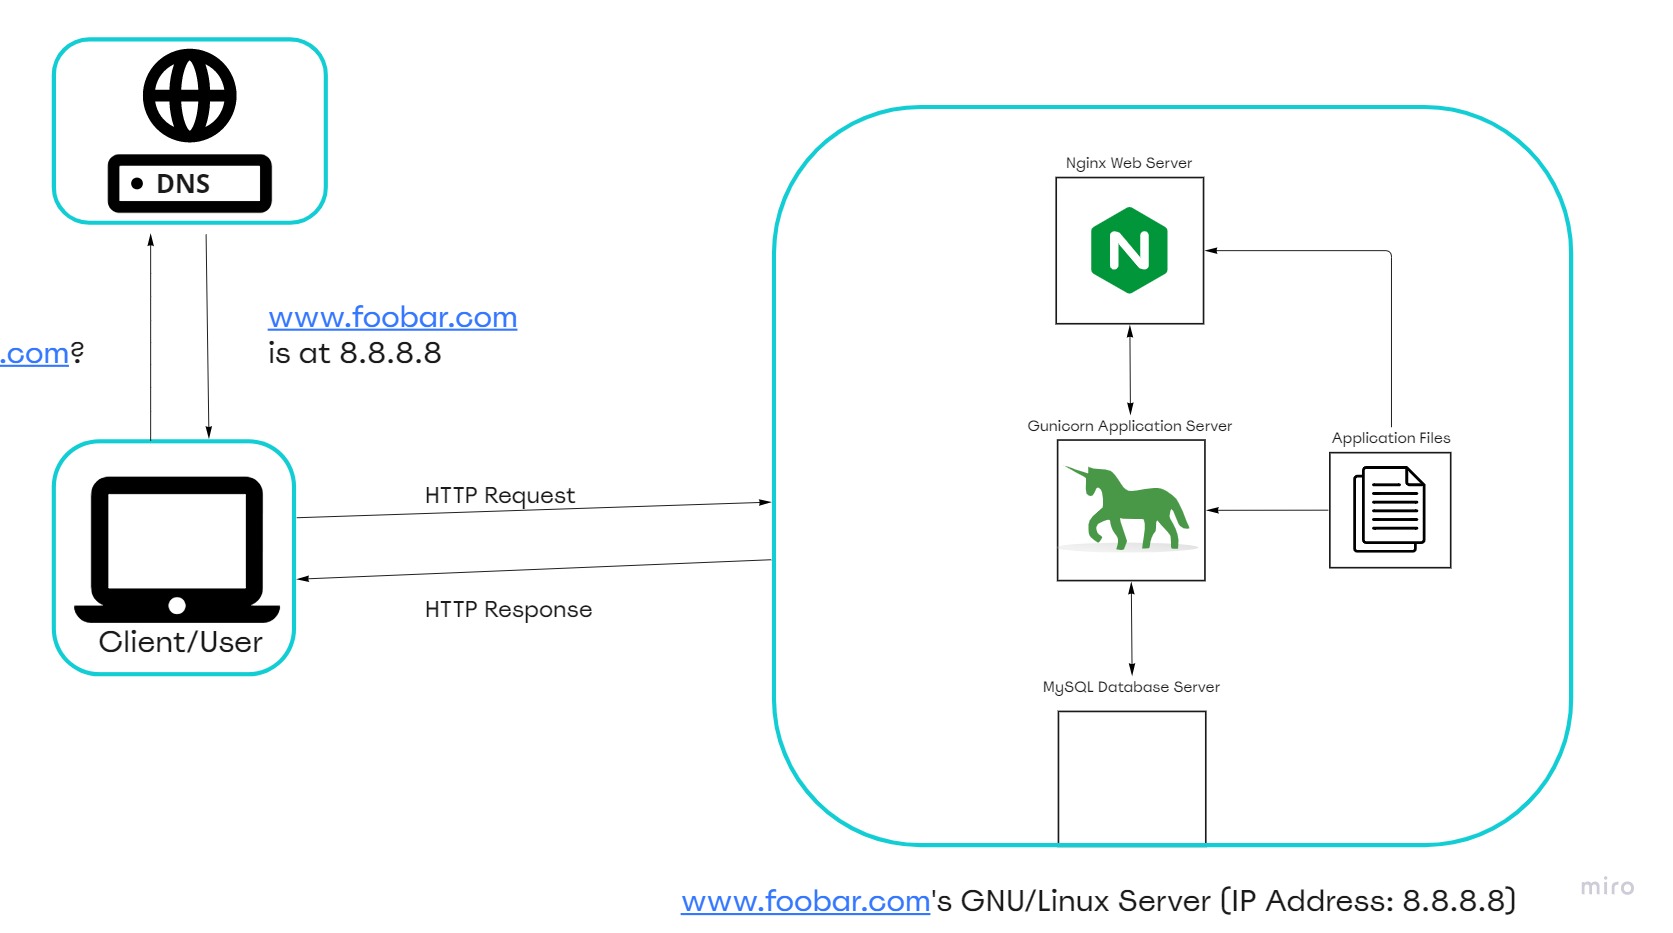 DNS
www.foobar.com
is at 8.8.8.8
.com?
Client/User
HTTP Request
HTTP Response
Nginx Web Server
N
Gunicorn Application Server
Application Files
MySQL Database Server
www.foobar.com's GNU/Linux Server (IP Address: 8.8.8.8)
miro